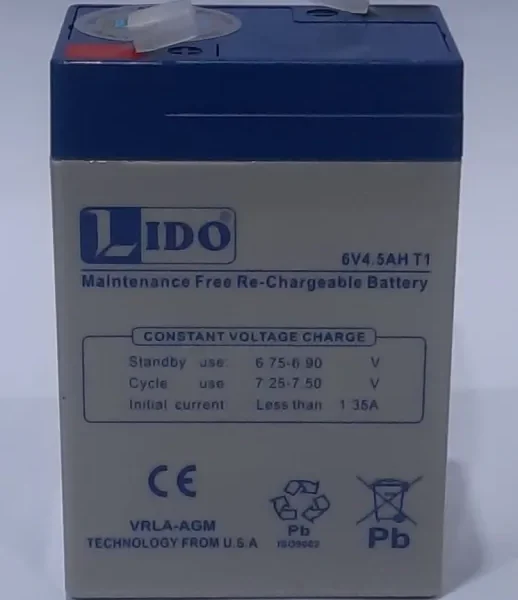 LIDO®
6V4.5AH T1
Maintenance Free Re-Chargeable Battery
CONSTANT VOLTAGE CHARGE
Standby use: 6.75-6.90 V
Cycle use 7.25-7.50 V
Initial current: Less than 1.35A
CE
VRLA-AGM
TECHNOLOGY FROM U.S.A
Pb
ISO9002
Pb